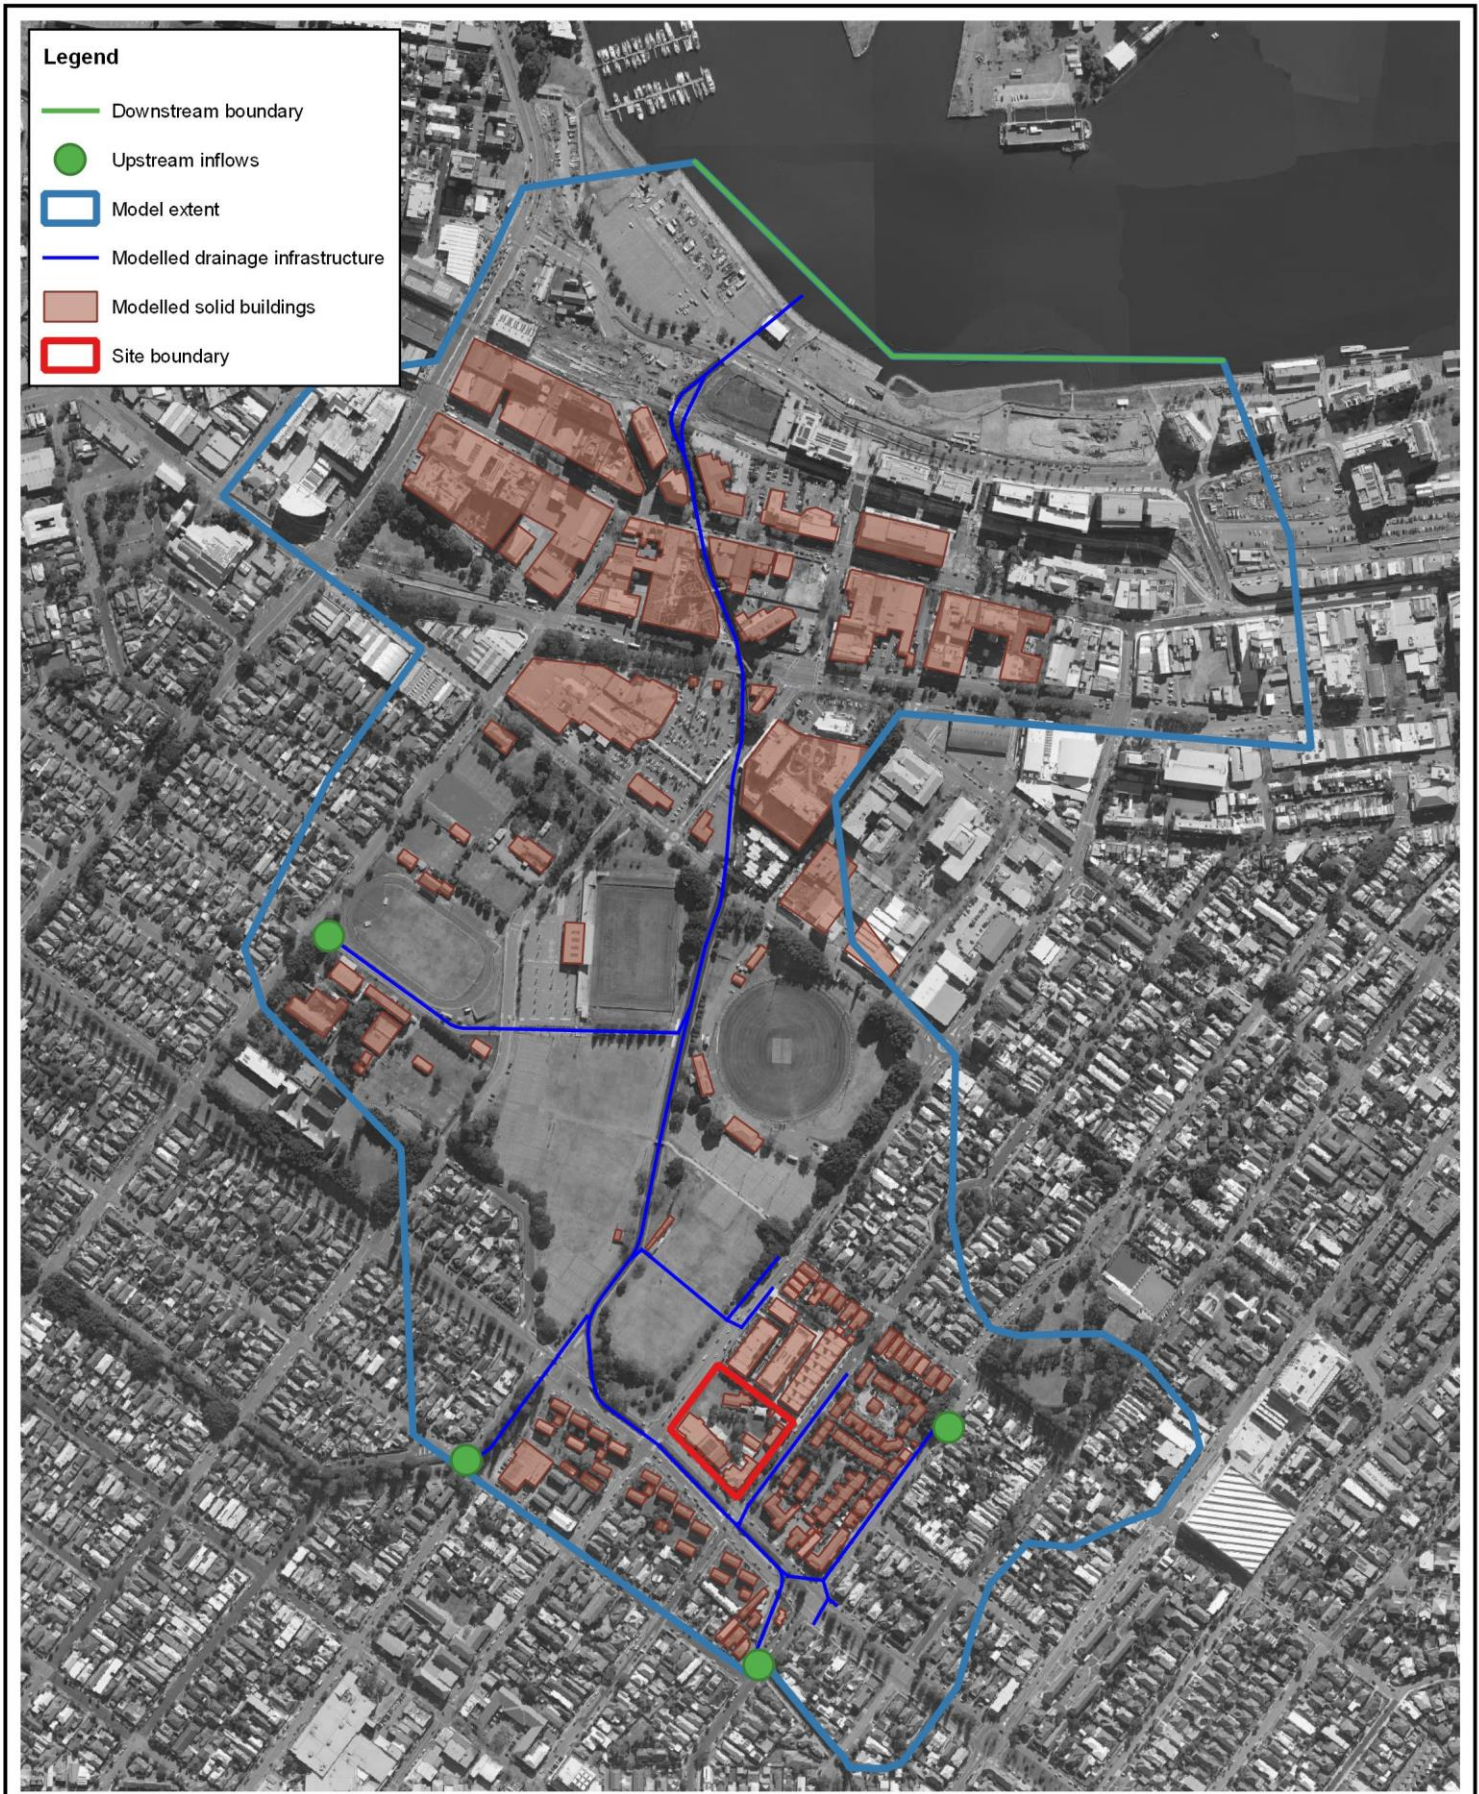 Legend
Downstream boundary
Upstream inflows
Model extent
Modelled drainage infrastructure
Modelled solid buildings
Site boundary